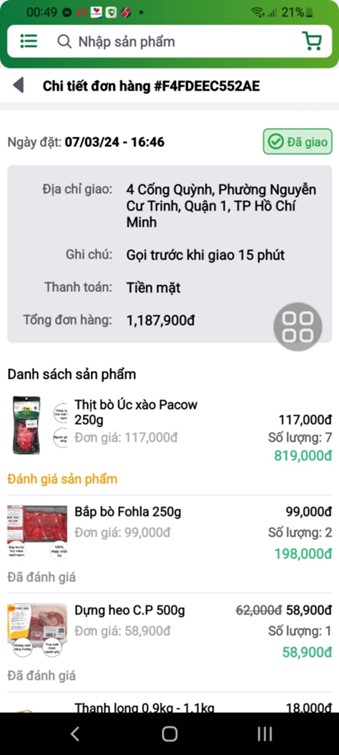 00:49
21%
Nhập sản phẩm
Chi tiết đơn hàng #F4FDEEC552AE
Ngày đặt: 07/03/24 - 16:46
Đã giao
Địa chỉ giao: 4 Cống Quỳnh, Phường Nguyễn
Cư Trinh, Quận 1, TP Hồ Chí
Minh
Ghi chú: Gọi trước khi giao 15 phút
Thanh toán: Tiền mặt
Tổng đơn hàng: 1,187,900đ
Danh sách sản phẩm
Thịt bò Úc xào Pacow
250g
117,000đ
Đơn giá: 117,000đ
Số lượng: 7
819,000đ
Đánh giá sản phẩm
Bắp bò Fohla 250g
99,000đ
Đơn giá: 99,000đ
Số lượng: 2
198,000đ
Đã đánh giá
Dựng heo C.P 500g
62,000đ 58,900đ
Đơn giá: 58,900đ
Số lượng: 1
58,900đ
Đã đánh giá
Thanh long 0.9kg - 1.1kg
18,000đ